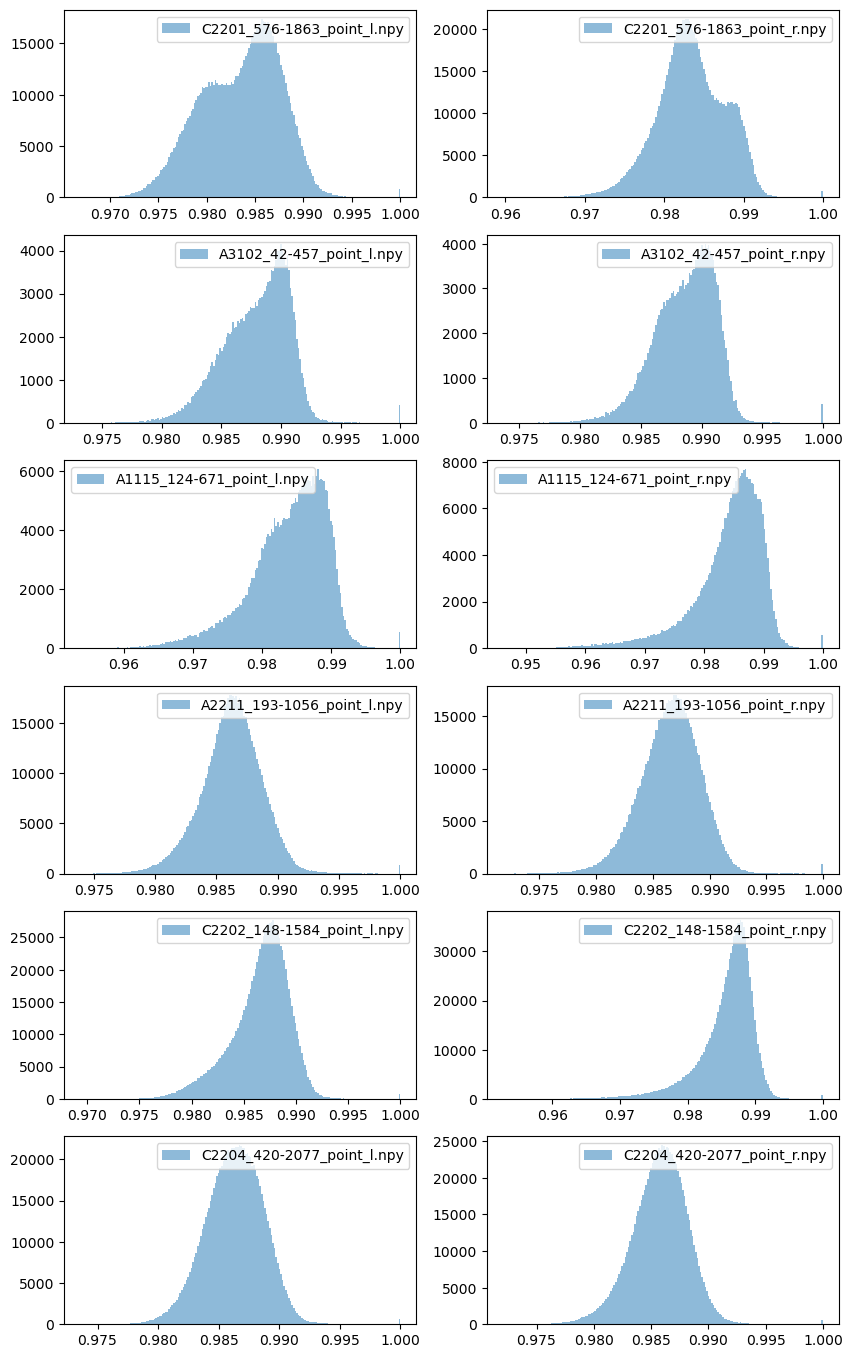 C2201_576-1863_point_l.npy
15000
10000
5000
0
0.970 0.975 0.980 0.985 0.990 0.995 1.000
C2201_576-1863_point_r.npy
20000
15000
10000
5000
0
0.96 0.97 0.98 0.99 1.00
A3102_42-457_point_l.npy
4000
3000
2000
1000
0
0.975 0.980 0.985 0.990 0.995 1.000
A3102_42-457_point_r.npy
4000
3000
2000
1000
0
0.975 0.980 0.985 0.990 0.995 1.000
A1115_124-671_point_l.npy
6000
4000
2000
0
0.96 0.97 0.98 0.99 1.00
A1115_124-671_point_r.npy
8000
6000
4000
2000
0
0.95 0.96 0.97 0.98 0.99 1.00
A2211_193-1056_point_l.npy
15000
10000
5000
0
0.975 0.980 0.985 0.990 0.995 1.000
A2211_193-1056_point_r.npy
15000
10000
5000
0
0.975 0.980 0.985 0.990 0.995 1.000
C2202_148-1584_point_l.npy
25000
20000
15000
10000
5000
0
0.970 0.975 0.980 0.985 0.990 0.995 1.000
C2202_148-1584_point_r.npy
30000
20000
10000
0
0.96 0.97 0.98 0.99 1.00
C2204_420-2077_point_l.npy
20000
15000
10000
5000
0
0.975 0.980 0.985 0.990 0.995 1.000
C2204_420-2077_point_r.npy
25000
20000
15000
10000
5000
0
0.975 0.980 0.985 0.990 0.995 1.000